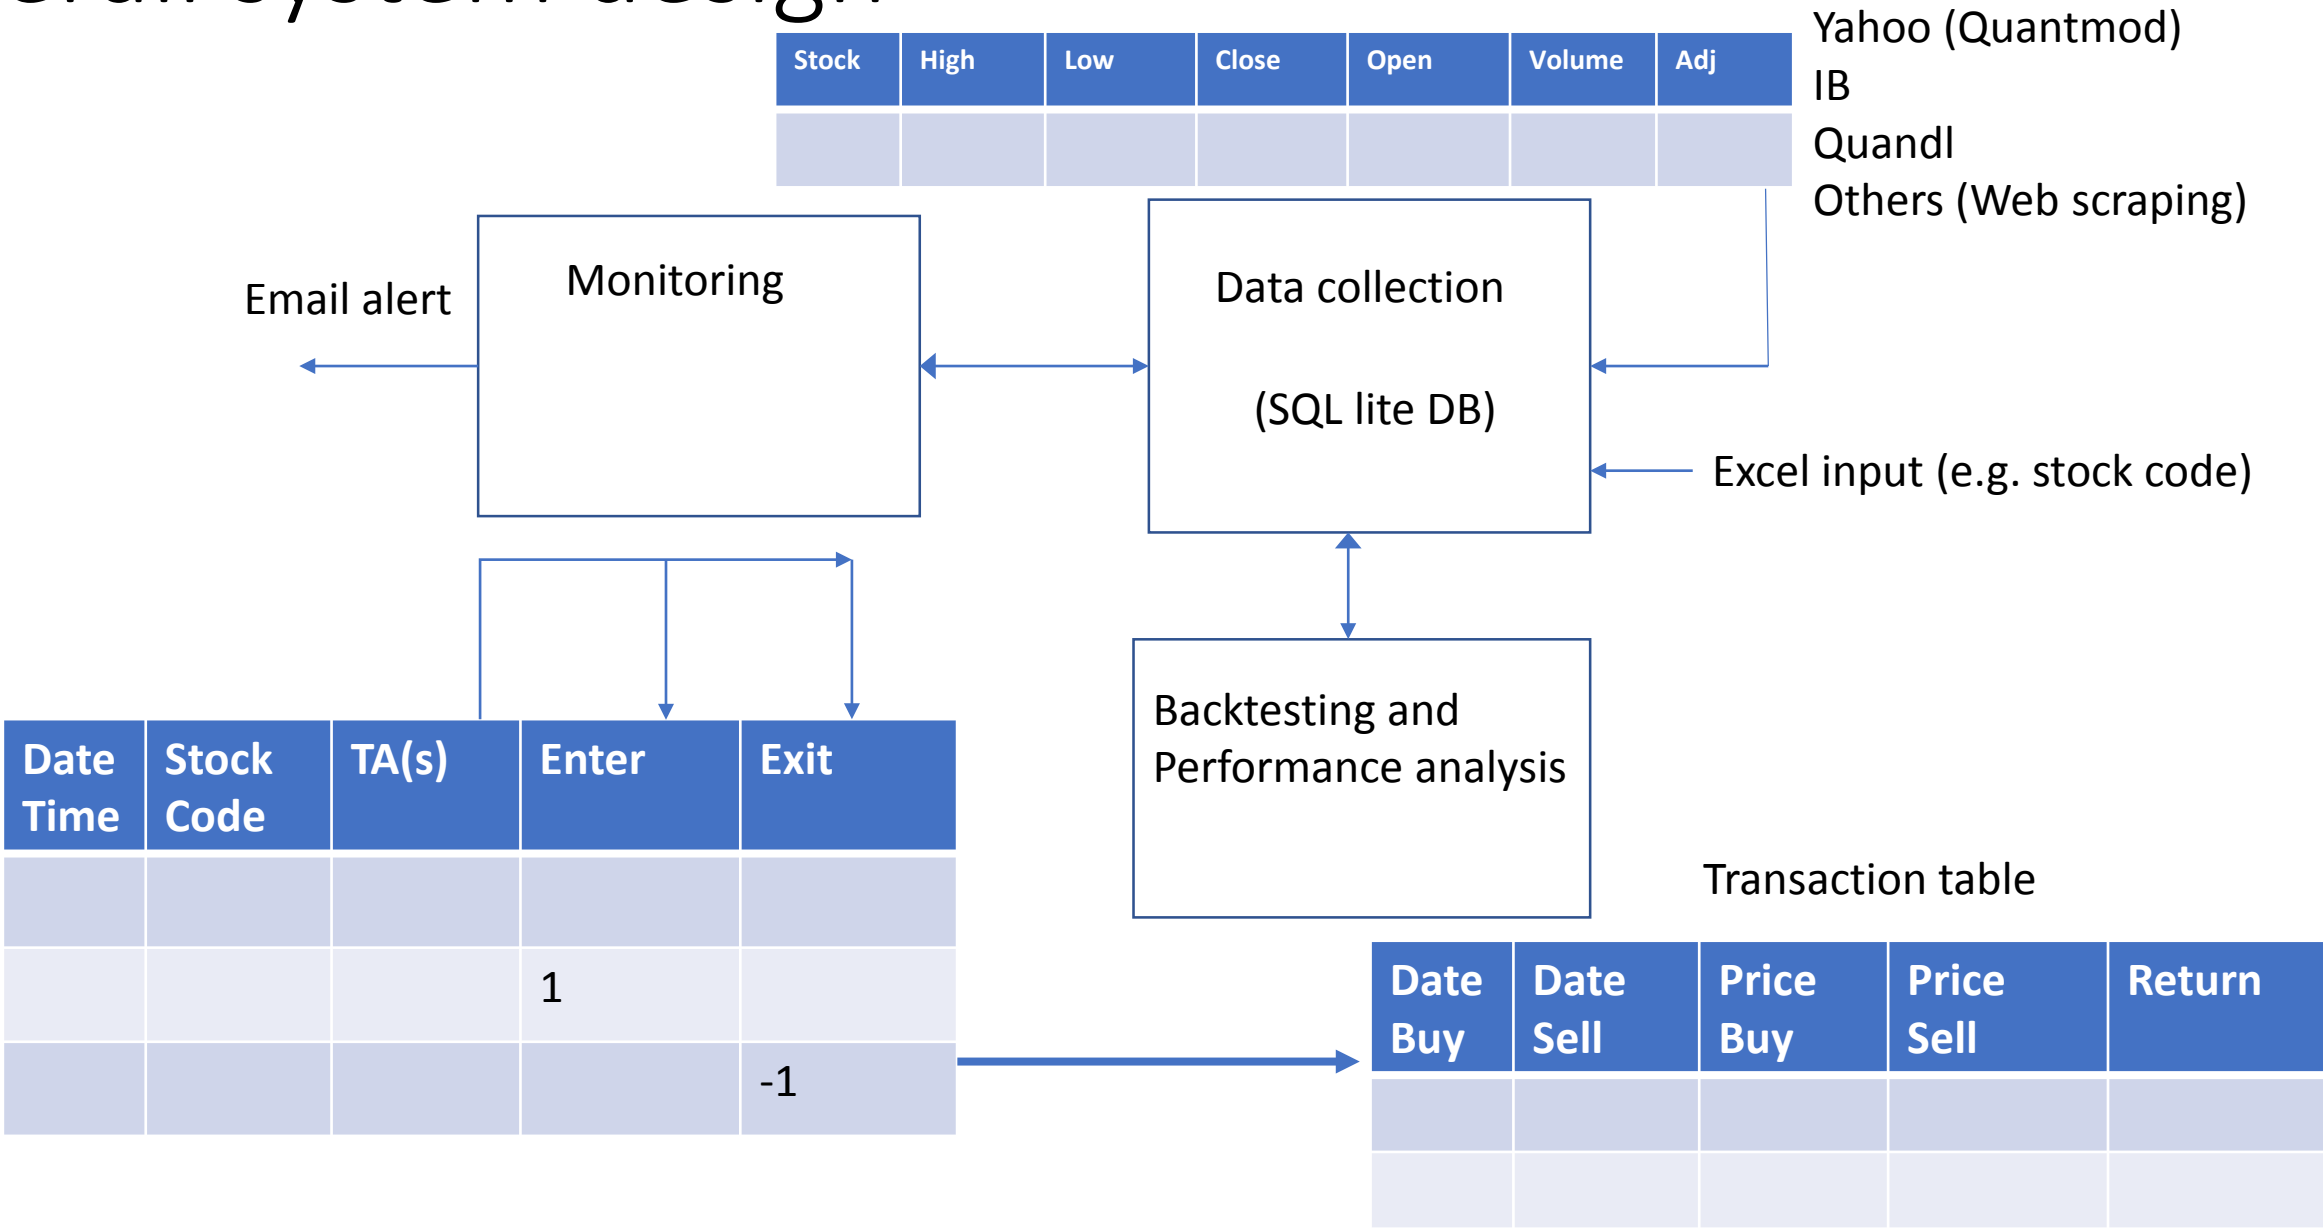 system design
Stock High Low Close Open Volume Adj
Yahoo (Quantmod)
IB
Quandl
Others (Web scraping)
Email alert
Monitoring
Data collection
(SQL lite DB)
Excel input (e.g. stock code)
Backtesting and
Performance analysis
Date Time Stock Code TA(s) Enter Exit
1
-1
Transaction table
Date Buy Date Sell Price Buy Price Sell Return